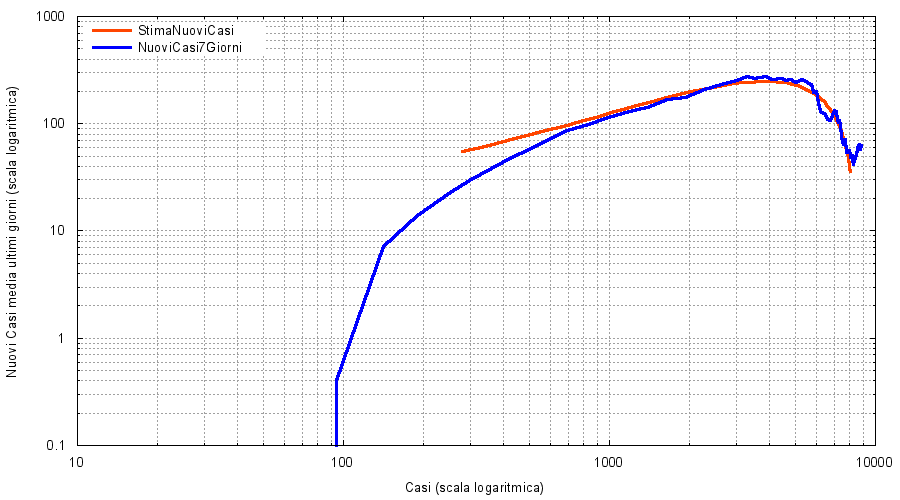 1000
StimaNuoviCasi
NuoviCasi7Giorni
100
10
1
0.1
10 100 1000 10000
Nuovi Casi media ultimi giorni (scala logaritmica)
Casi (scala logaritmica)